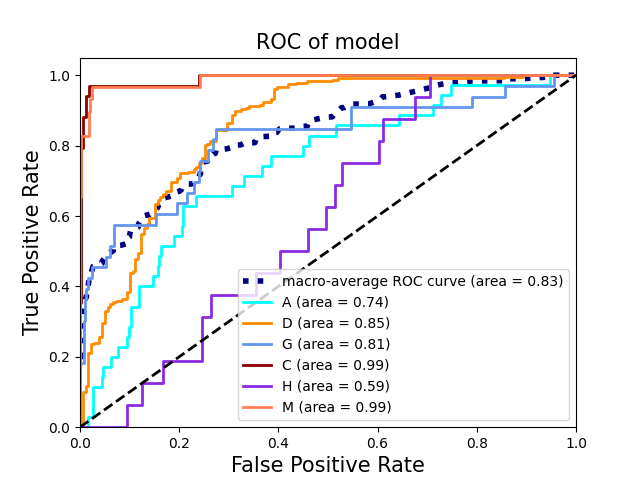 ROC of model
True Positive Rate
1.0
0.8
0.6
0.4
0.2
0.0
macro-average ROC curve (area = 0.83)
A (area = 0.74)
D (area = 0.85)
G (area = 0.81)
C (area = 0.99)
H (area = 0.59)
M (area = 0.99)
0.0 0.2 0.4 0.6 0.8 1.0
False Positive Rate